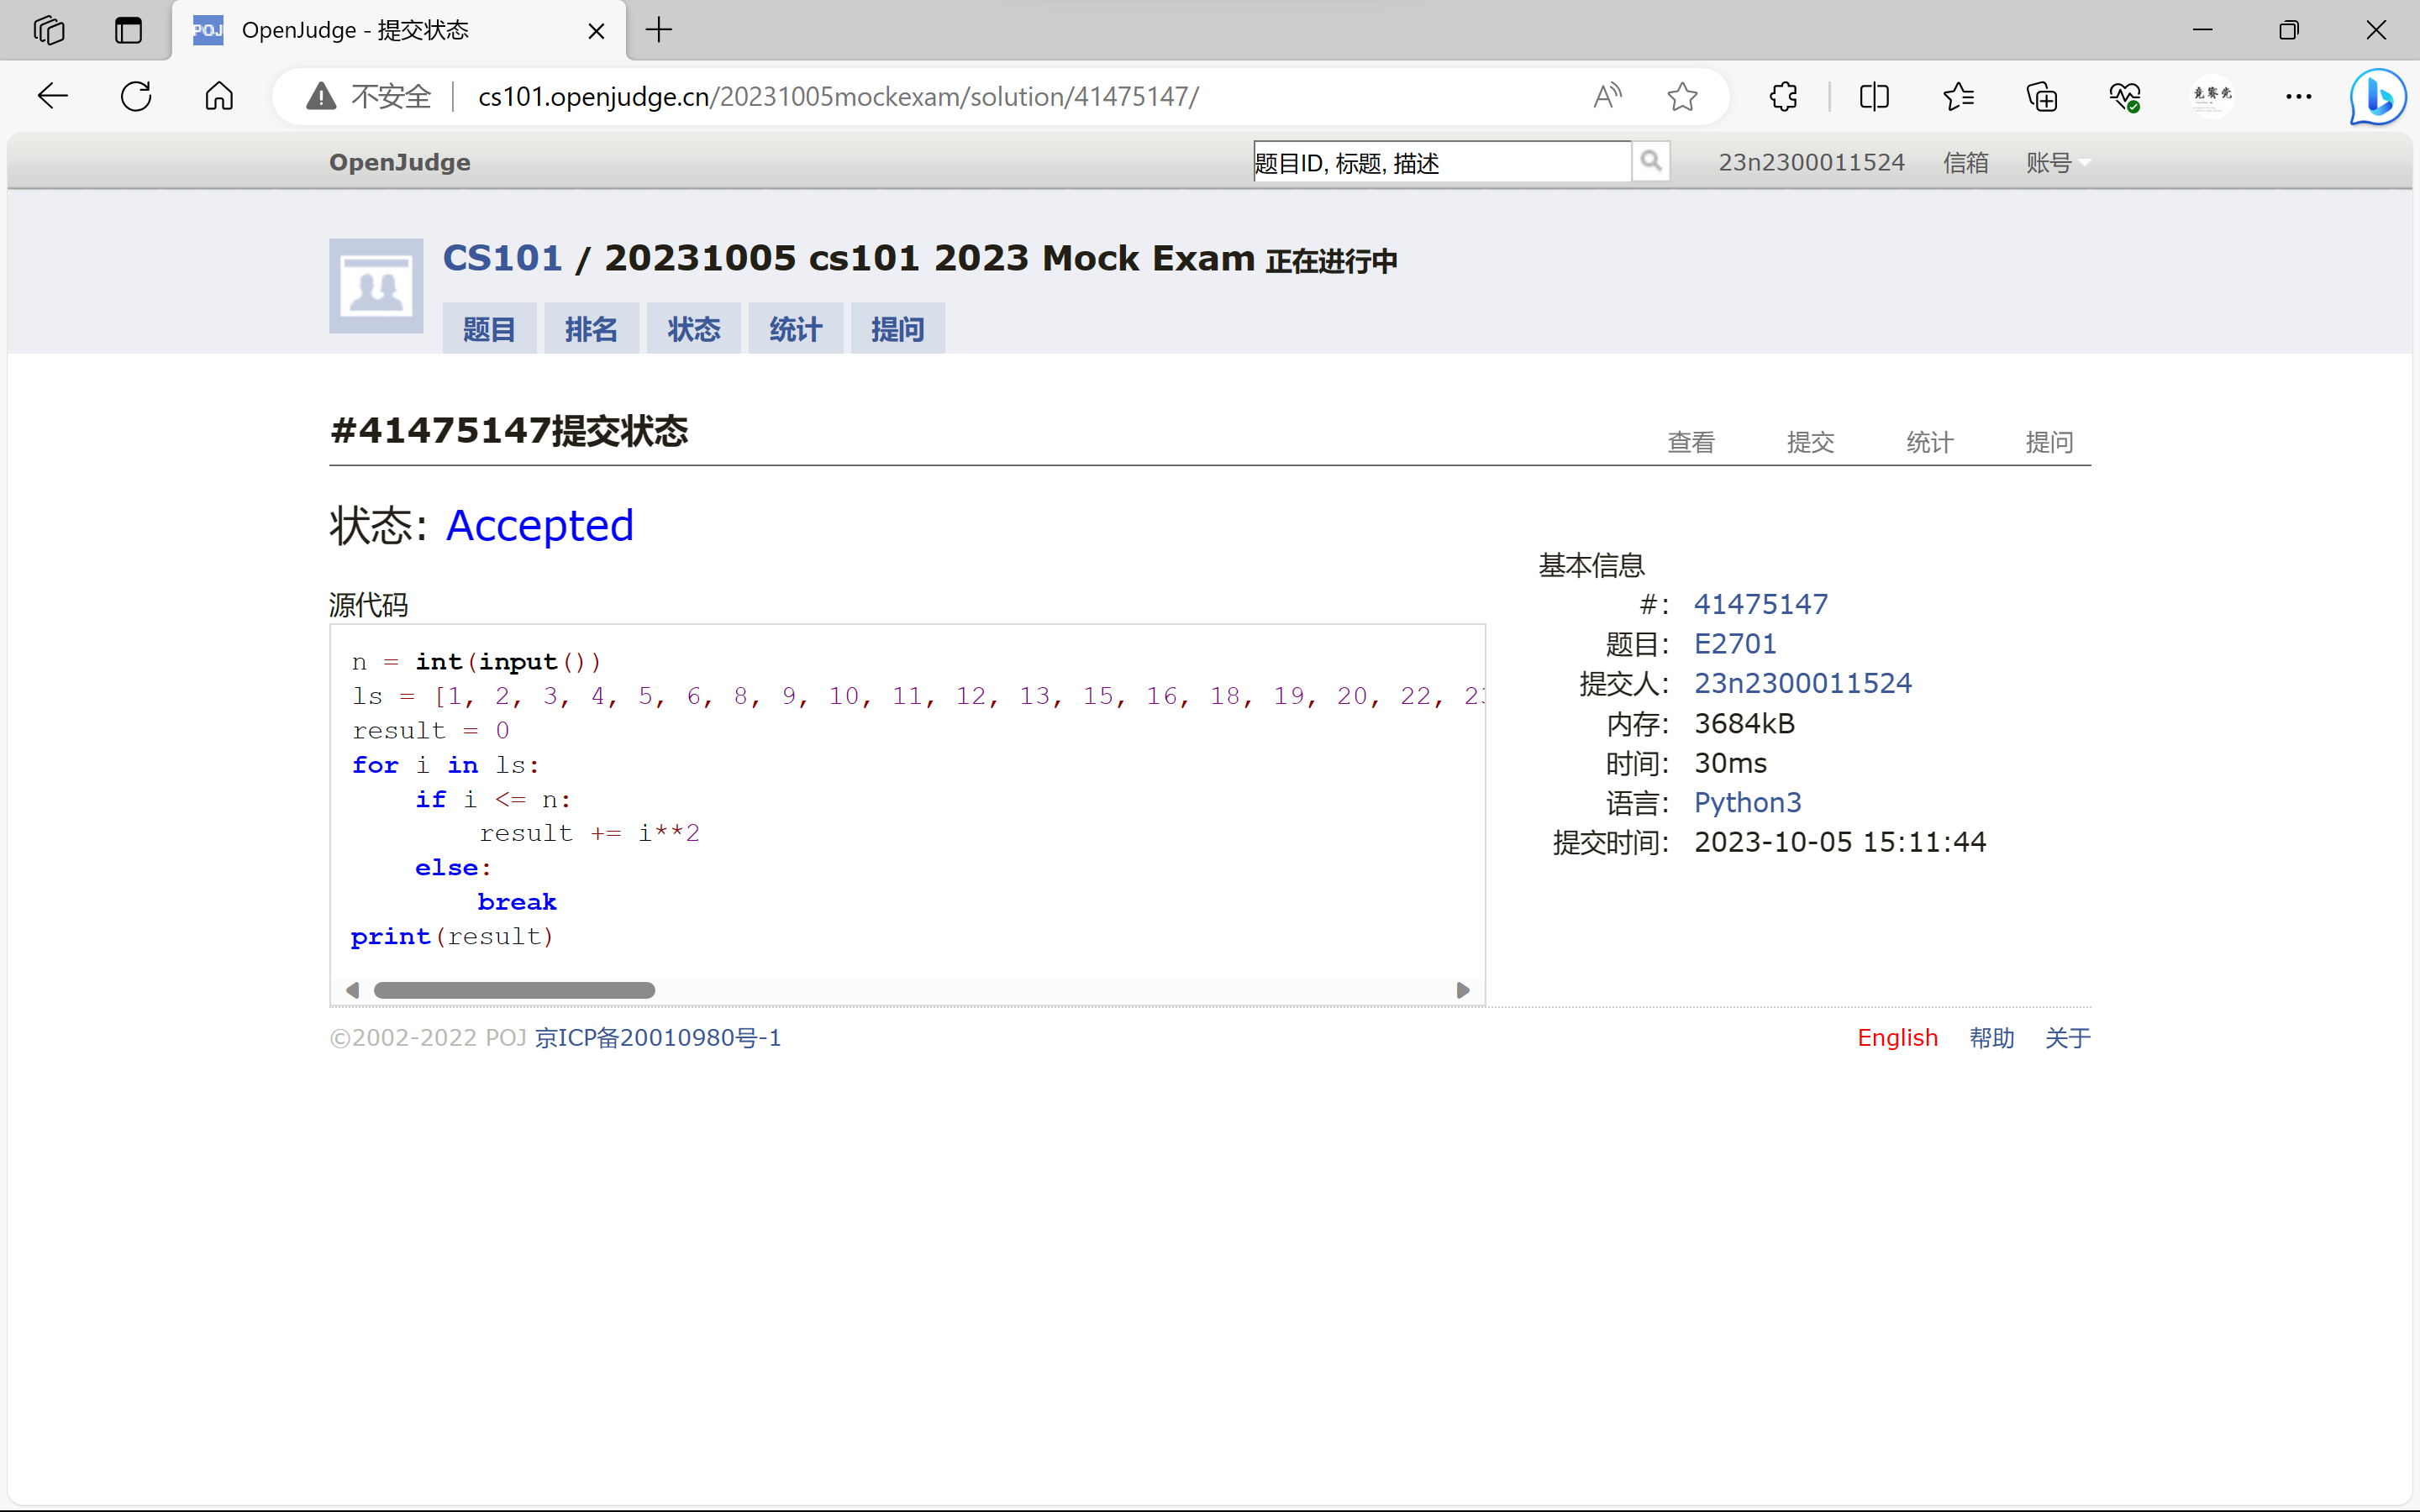 POJ OpenJudge - 提交状态
不安全 cs101.openjudge.cn/20231005mockexam/solution/41475147/
竞赛党
OpenJudge 题目ID, 标题, 描述 23n2300011524 信箱 账号
CS101 / 20231005 cs101 2023 Mock Exam 正在进行中
题目 排名 状态 统计 提问
#41475147提交状态 查看 提交 统计 提问
状态: Accepted
基本信息
#: 41475147
题目: E2701
提交人: 23n2300011524
内存: 3684kB
时间: 30ms
语言: Python3
提交时间: 2023-10-05 15:11:44
源代码
n = int(input())
ls = [1, 2, 3, 4, 5, 6, 8, 9, 10, 11, 12, 13, 15, 16, 18, 19, 20, 22, 23
result = 0
for i in ls:
    if i <= n:
        result += i**2
    else:
        break
print(result)
©2002-2022 POJ 京ICP备20010980号-1 English 帮助 关于